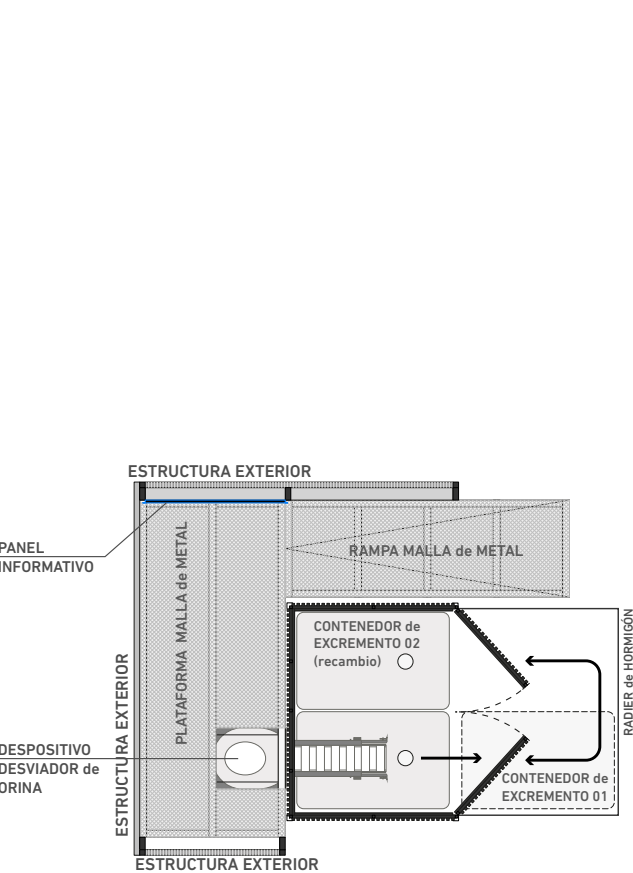 ESTRUCTURA EXTERIOR
PANEL
INFORMATIVO
PLATAFORMA MALLA de METAL
RAMPA MALLA de METAL
CONTENEDOR de
EXCREMENTO 02
(recambio)
RADIER de HORMIGÓN
ESTRUCTURA EXTERIOR
DESPOSITIVO
DESVIADOR de
ORINA
CONTENEDOR de
EXCREMENTO 01
ESTRUCTURA EXTERIOR